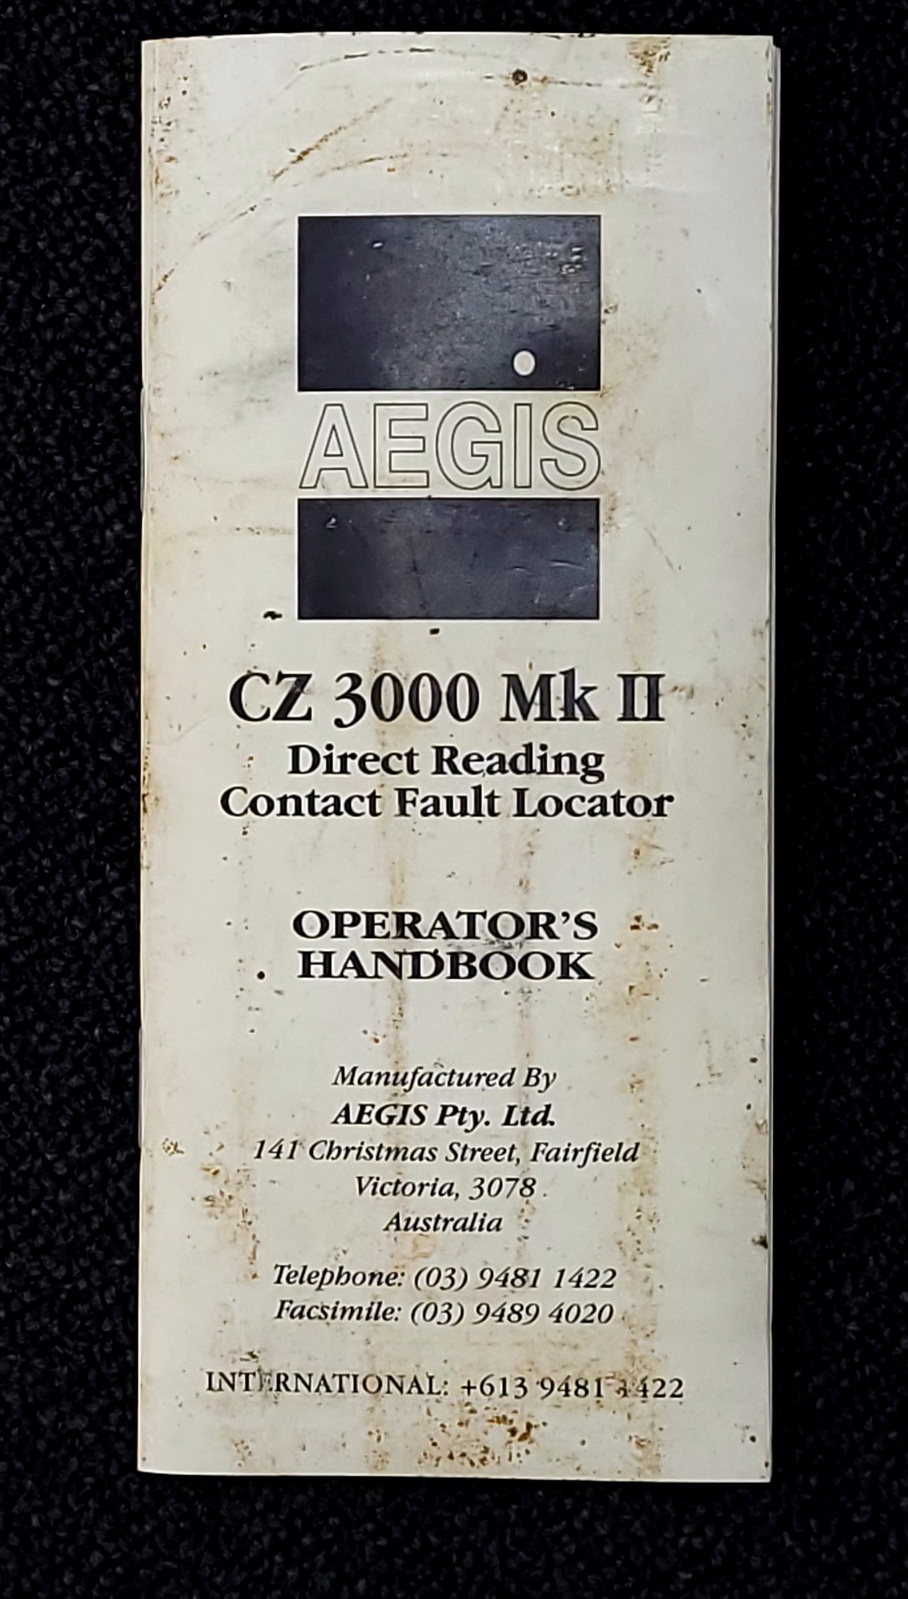 AEGIS
CZ 3000 Mk II
Direct Reading
Contact Fault Locator
OPERATOR'S
HANDBOOK
Manufactured By
AEGIS Pty. Ltd.
141 Christmas Street, Fairfield
Victoria, 3078
Australia
Telephone: (03) 9481 1422
Facsimile: (03) 9489 4020
INTERNATIONAL: +613 9481 1422